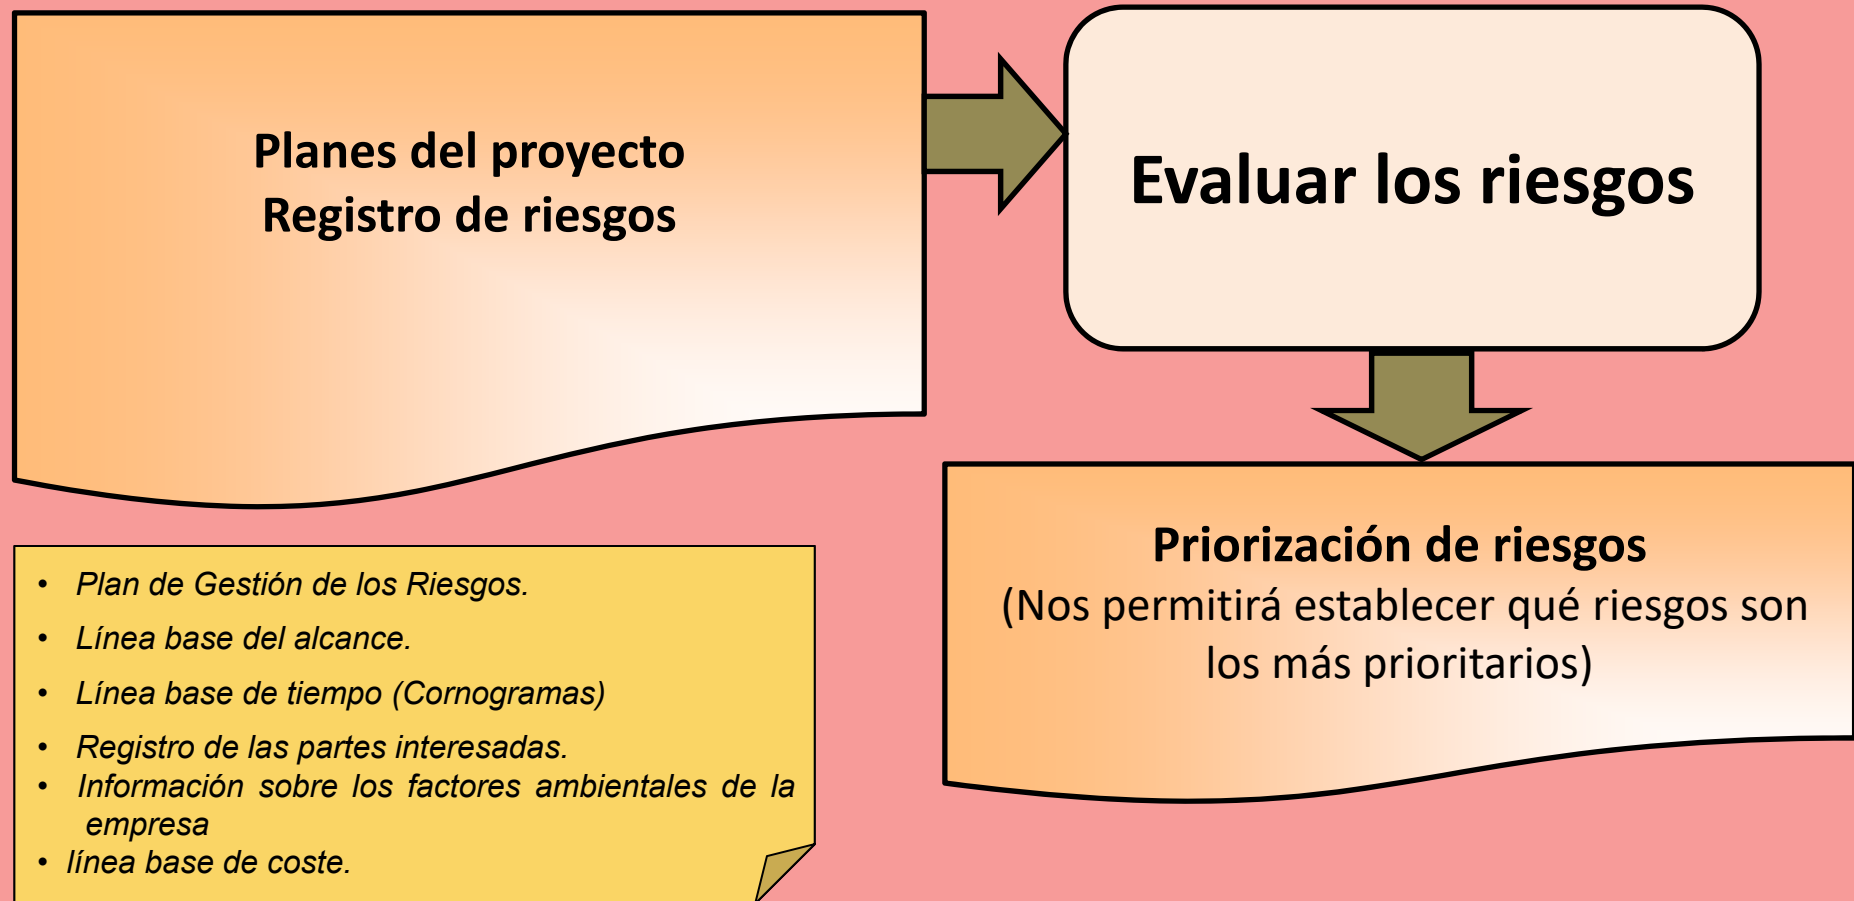 Planes del proyecto
Registro de riesgos
Evaluar los riesgos
• Plan de Gestión de los Riesgos.
• Línea base del alcance.
• Línea base de tiempo (Cornogramas)
• Registro de las partes interesadas.
• Información sobre los factores ambientales de la
empresa
• línea base de coste.
Priorización de riesgos
(Nos permitirá establecer qué riesgos son
los más prioritarios)